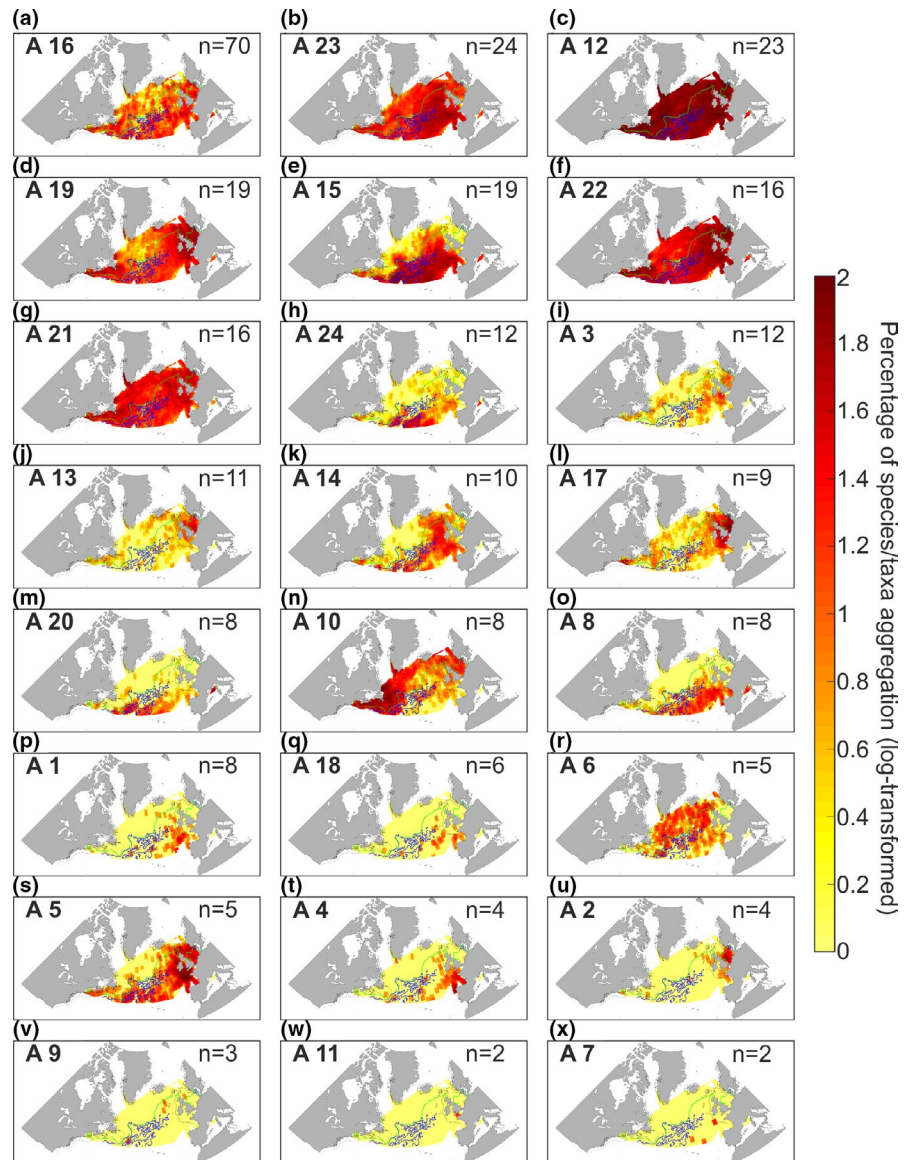 (a) (b) (c)
A 16 n=70 A 23 n=24 A 12 n=23
(d) (e) (f)
A 19 n=19 A 15 n=19 A 22 n=16
(g) (h) (i)
A 21 n=16 A 24 n=12 A 3 n=12
(j) (k) (l)
A 13 n=11 A 14 n=10 A 17 n=9
(m) (n) (o)
A 20 n=8 A 10 n=8 A 8 n=8
(p) (q) (r)
A 1 n=8 A 18 n=6 A 6 n=5
(s) (t) (u)
A 5 n=5 A 4 n=4 A 2 n=4
(v) (w) (x)
A 9 n=3 A 11 n=2 A 7 n=2
2
1.8
1.6
1.4
1.2
1
0.8
0.6
0.4
0.2
0
Percentage of species/taxa aggregation (log-transformed)